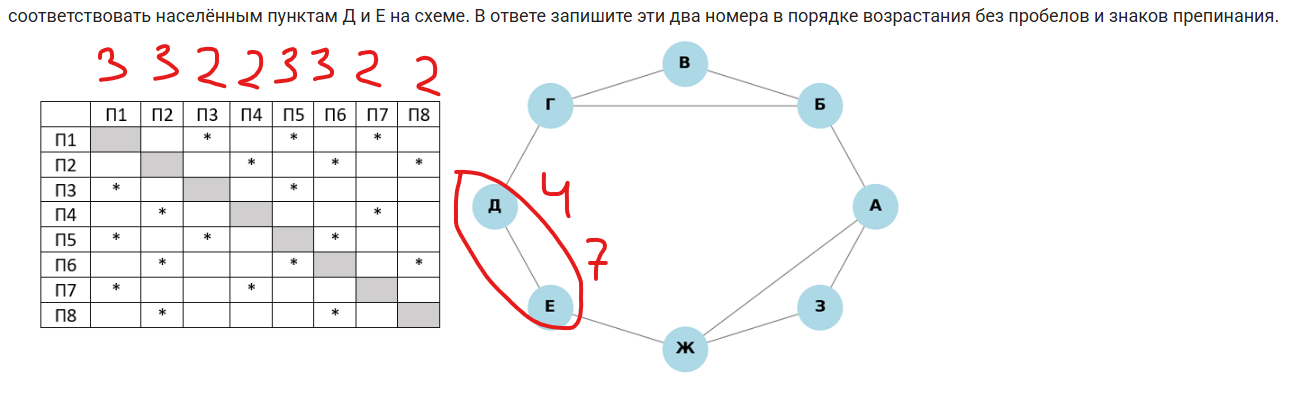 соответствовать населённым пунктам Д и Е на схеме. В ответе запишите эти два номера в порядке возрастания без пробелов и знаков препинания.
3 3 2 2 3 3 2 2
П1 П2 П3 П4 П5 П6 П7 П8
П1 * * *
П2 * * *
П3 * *
П4 * *
П5 * * *
П6 * * *
П7 * *
П8 * *
В
Г Б
Д 4 А
7
Е З
Ж